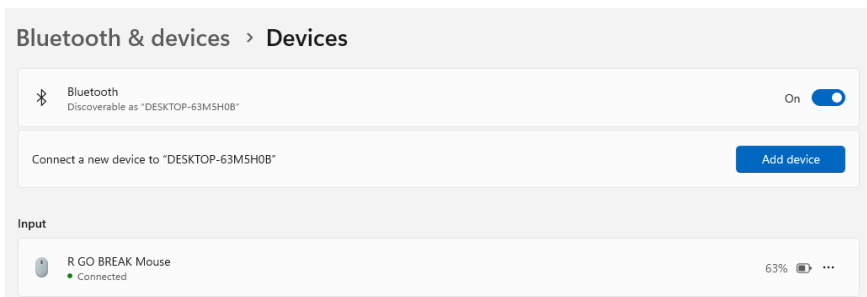 Bluetooth & devices > Devices
Bluetooth
Discoverable as "DESKTOP-63M5H0B"
On
Connect a new device to "DESKTOP-63M5H0B"
Add device
Input
R GO BREAK Mouse
Connected
63%